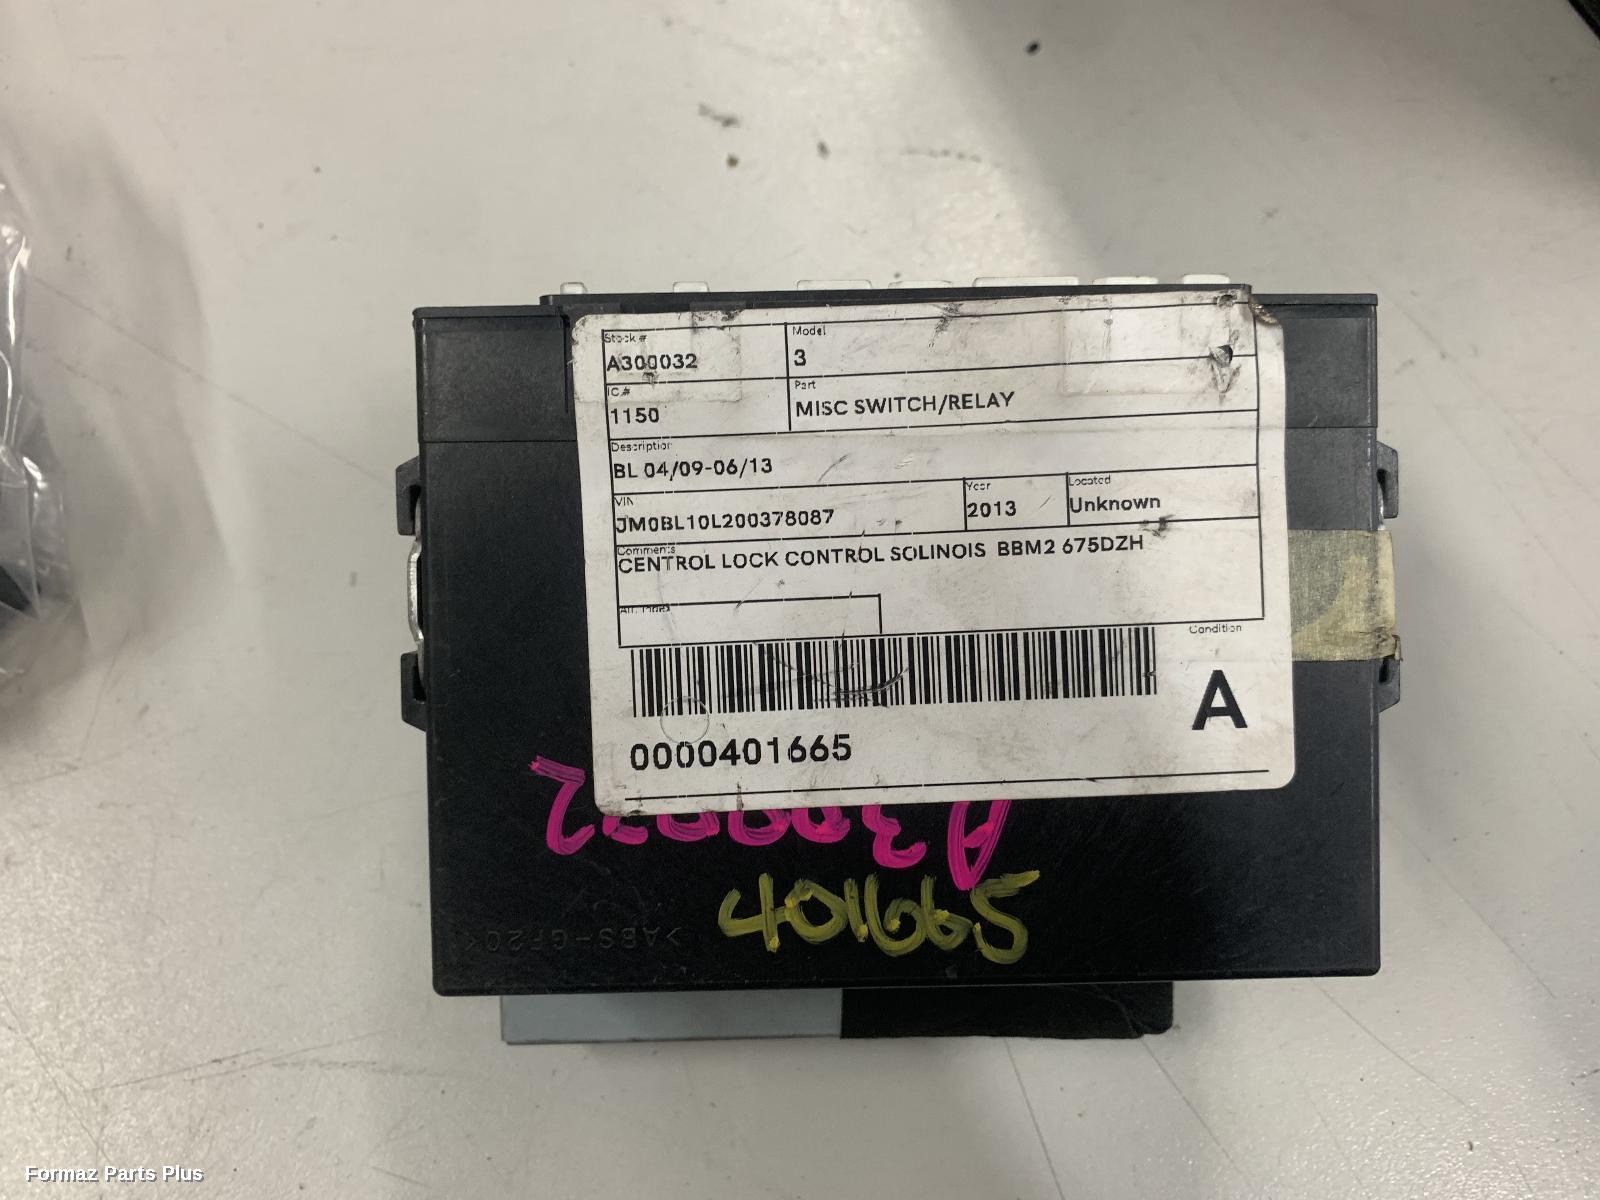 Stock #
A300032
Model
3
IC#
1150
Part
MISC SWITCH/RELAY
Description
BL 04/09-06/13
VIN
JM0BL10L200378087
Year
2013
Located
Unknown
Comments
CENTROL LOCK CONTROL SOLINOIS BBM2 675DZH
Condition
A
0000401665
A300032
401665
>ABS-GF20<
Formaz Parts Plus